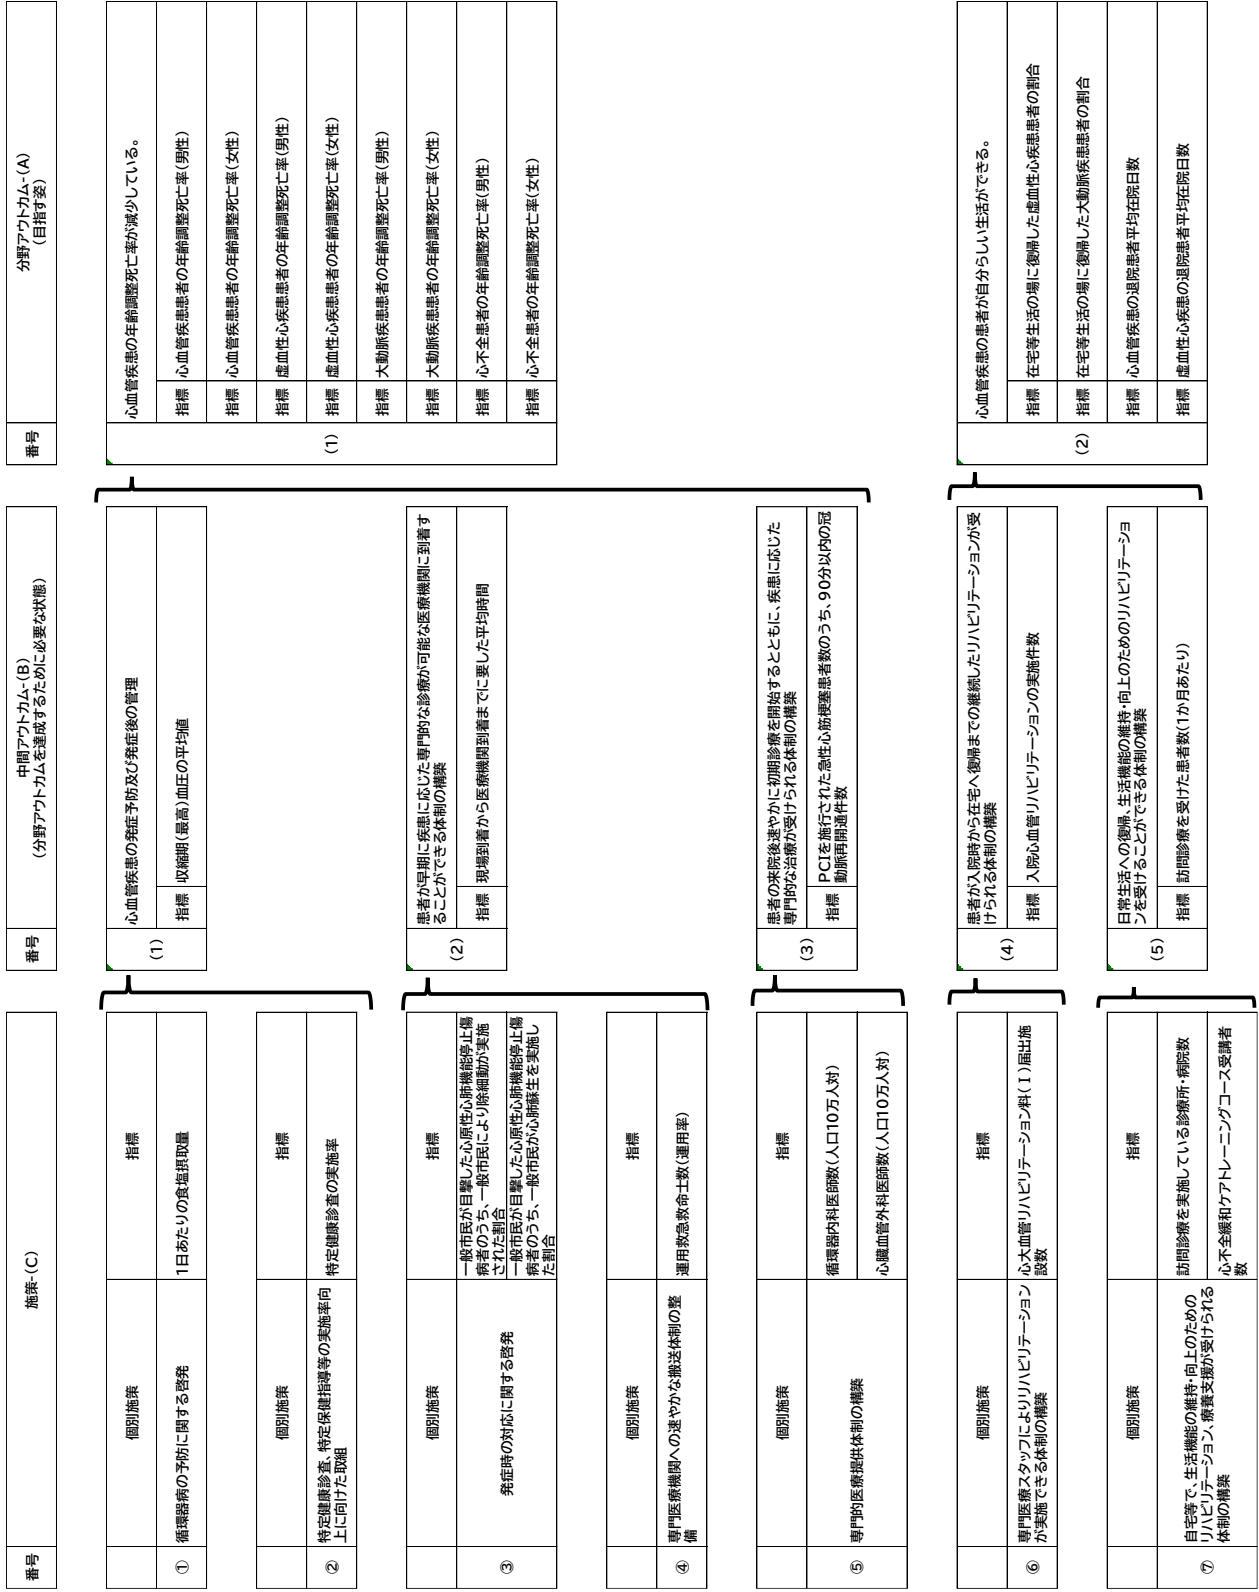 番号
施策-(C)
番号
中間アウトカム-(B)
(分野アウトカムを達成するために必要な状態)
番号
分野アウトカム-(A)
(目指す姿)
個別施策
指標
①
循環器病の予防に関する啓発
1日あたりの食塩摂取量
個別施策
指標
②
特定健康診査、特定保健指導等の実施率向
上に向けた取組
特定健康診査の実施率
個別施策
指標
③
発症時の対応に関する啓発
一般市民が目撃した心原性心肺機能停止傷
病者のうち、一般市民により除細動が実施
された割合
一般市民が目撃した心原性心肺機能停止傷
病者のうち、一般市民が心肺蘇生を実施し
た割合
個別施策
指標
④
専門医療機関への速やかな搬送体制の整
備
運用救急救命士数(運用率)
個別施策
指標
⑤
専門的医療提供体制の構築
循環器内科医師数(人口10万人対)
心臓血管外科医師数(人口10万人対)
個別施策
指標
⑥
専門医療スタッフによりリハビリテーション
が実施できる体制の構築
心大血管リハビリテーション料(Ⅰ)届出施
設数
個別施策
指標
⑦
自宅等で、生活機能の維持・向上のための
リハビリテーション、療養支援が受けられる
体制の構築
訪問診療を実施している診療所・病院数
心不全緩和ケアトレーニングコース受講者
数
(1)
心血管疾患の発症予防及び発症後の管理
指標
収縮期(最高)血圧の平均値
(2)
患者が早期に疾患に応じた専門的な診療が可能な医療機関に到着す
ることができる体制の構築
指標
現場到着から医療機関到着までに要した平均時間
(3)
患者の来院後速やかに初期診療を開始するとともに、疾患に応じた
専門的な治療が受けられる体制の構築
指標
PCIを施行された急性心筋梗塞患者数のうち、90分以内の冠
動脈再開通件数
(4)
患者が入院時から在宅へ復帰までの継続したリハビリテーションが受
けられる体制の構築
指標
入院心血管リハビリテーションの実施件数
(5)
日常生活への復帰、生活機能の維持・向上のためのリハビリテーショ
ンを受けることができる体制の構築
指標
訪問診療を受けた患者数(1か月あたり)
(1)
心血管疾患の年齢調整死亡率が減少している。
指標
心血管疾患患者の年齢調整死亡率(男性)
指標
心血管疾患患者の年齢調整死亡率(女性)
指標
虚血性心疾患患者の年齢調整死亡率(男性)
指標
虚血性心疾患患者の年齢調整死亡率(女性)
指標
大動脈疾患患者の年齢調整死亡率(男性)
指標
大動脈疾患患者の年齢調整死亡率(女性)
指標
心不全患者の年齢調整死亡率(男性)
指標
心不全患者の年齢調整死亡率(女性)
(2)
心血管疾患の患者が自分らしい生活ができる。
指標
在宅等生活の場に復帰した虚血性心疾患患者の割合
指標
在宅等生活の場に復帰した大動脈疾患患者の割合
指標
心血管疾患の退院患者平均在院日数
指標
虚血性心疾患の退院患者平均在院日数